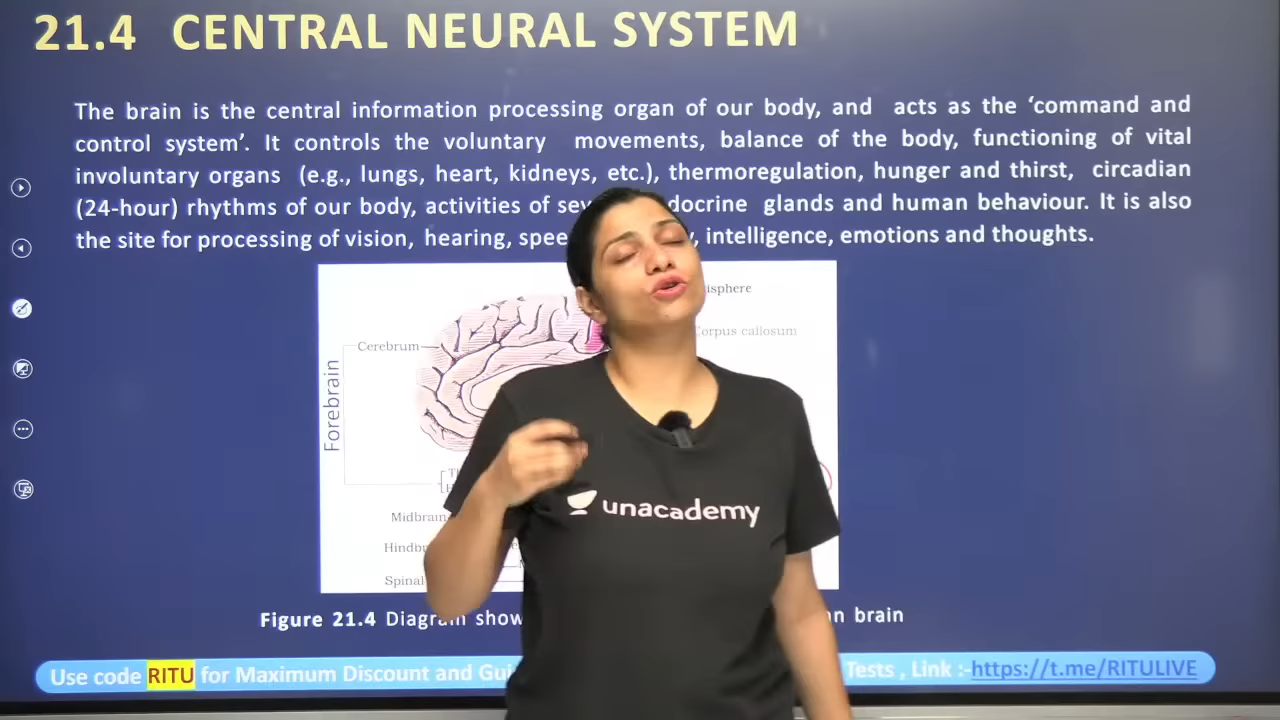 21.4 CENTRAL NEURAL SYSTEM
The brain is the central information processing organ of our body, and acts as the ‘command and
control system’. It controls the voluntary movements, balance of the body, functioning of vital
involuntary organs (e.g., lungs, heart, kidneys, etc.), thermoregulation, hunger and thirst, circadian
(24-hour) rhythms of our body, activities of docrine glands and human behaviour. It is also
the site for processing of vision, hearing, intelligence, emotions and thoughts.
isphere
Corpus callosum
Cerebrum
Forebrain
Midbrain
Spinal
Figure 21.4 Diagram brain
unacademy
Use code RITU for Maximum Discount and Tests , Link :-https://t.me/RITULIVE